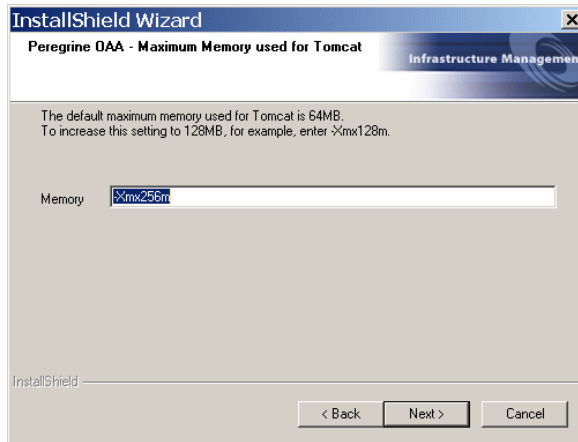 InstallShield Wizard
Peregrine OAA - Maximum Memory used for Tomcat
Infrastructure Managemen
The default maximum memory used for Tomcat is 64MB.
To increase this setting to 128MB, for example, enter -Xmx128m.
Memory -Xmx256m
InstallShield
< Back Next > Cancel